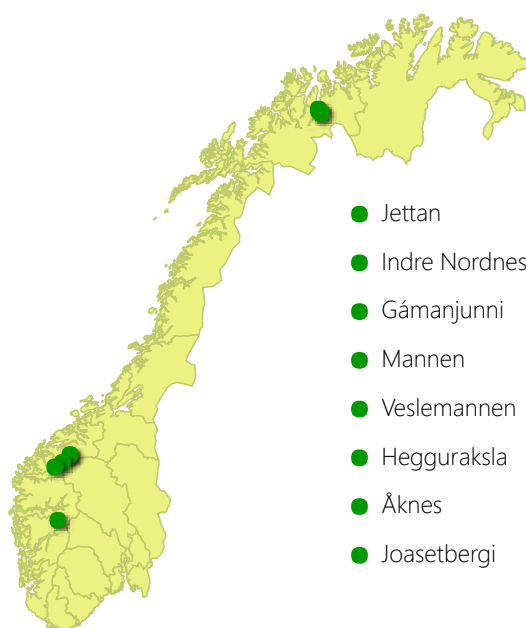 Jettan
Indre Nordnes
Gámanjunni
Mannen
Veslemannen
Hegguraksla
Åknes
Joasetbergi